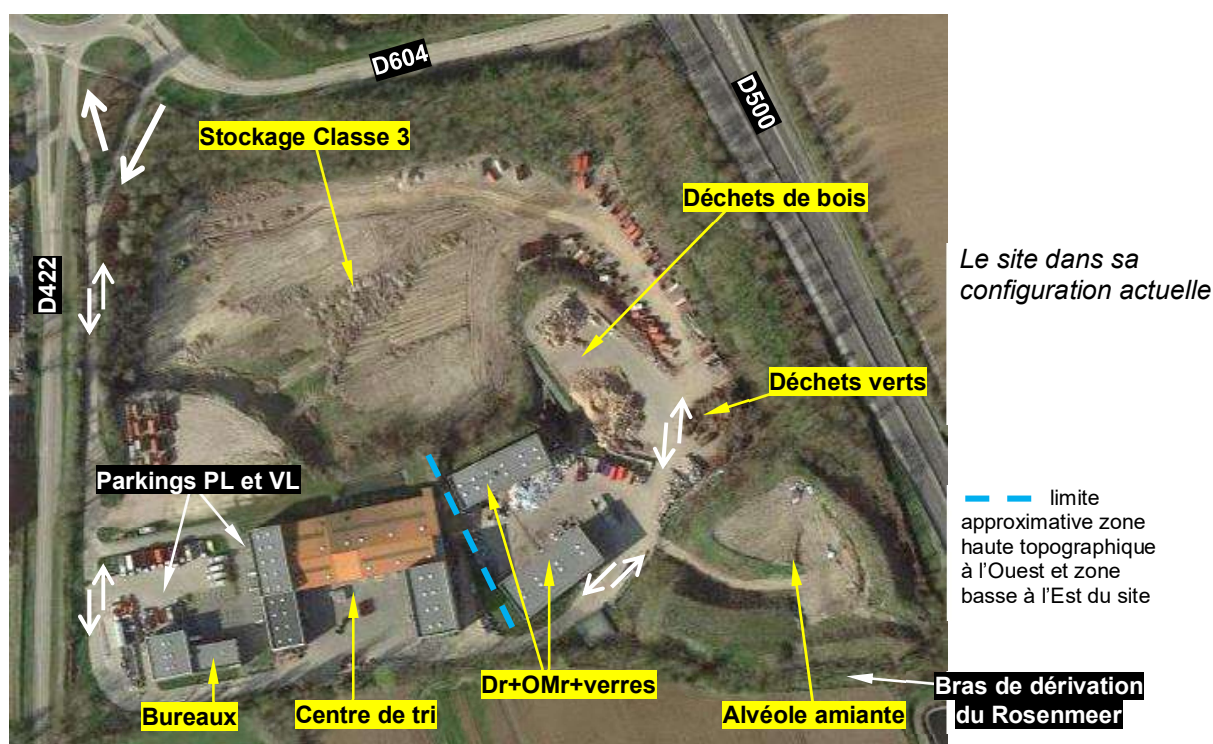 D604
D500
Stockage Classe 3
Déchets de bois
Le site dans sa
configuration actuelle
D422
Déchets verts
Parkings PL et VL
limite
approximative zone
haute topographique
à l'Ouest et zone
basse à l'Est du site
Dr+OMr+verres
Bras de dérivation
du Rosenmeer
Bureaux
Centre de tri
Alvéole amiante